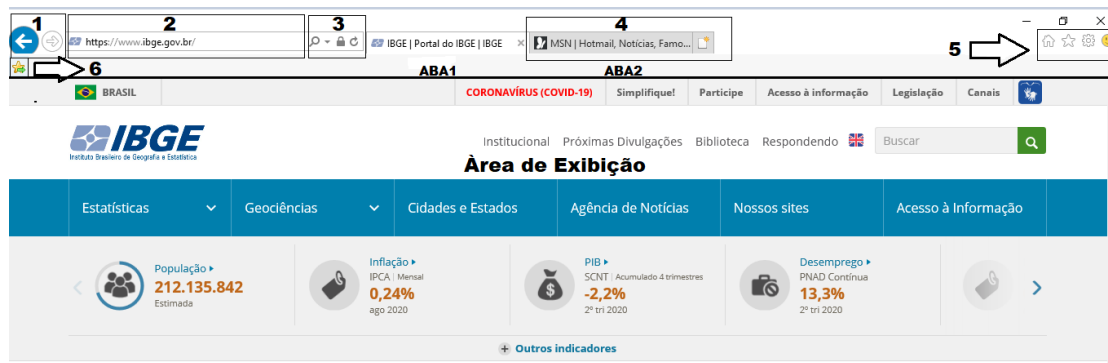 1 2 3 4
https://www.ibge.gov.br/ IBGE | Portal do IBGE | IBGE MSN | Hotmail, Notícias, Famo... 5
6 ABA1 ABA2
BRASIL CORONAVÍRUS (COVID-19) Simplifique! Participe Acesso à informação Legislação Canais
IBGE
Instituto Brasileiro de Geografia e Estatística
Institucional Próximas Divulgações Biblioteca Respondendo Buscar
Àrea de Exibição
Estatísticas Geociências Cidades e Estados Agência de Notícias Nossos sites Acesso à Informação
População
212.135.842
Estimada
Inflação
IPCA | Mensal
0,24%
ago 2020
PIB
SCNT | Acumulado 4 trimestres
-2,2%
2º tri 2020
Desemprego
PNAD Contínua
13,3%
2º tri 2020
Outros indicadores